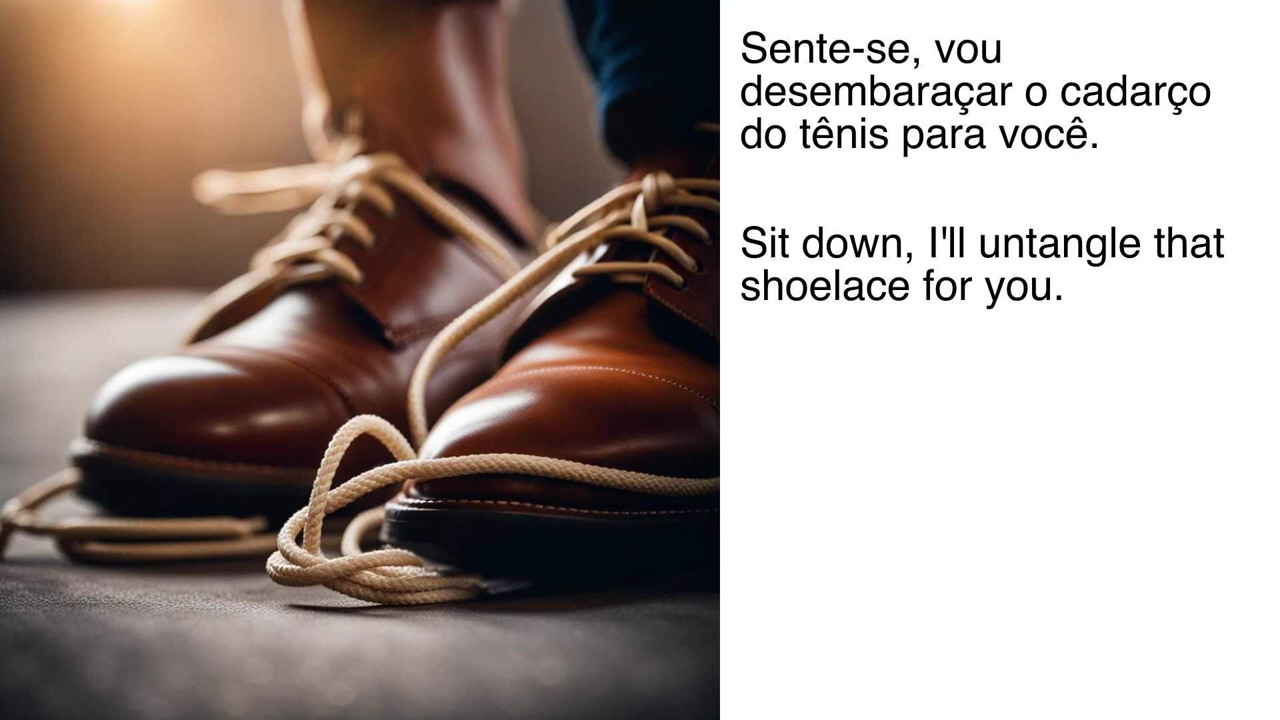 Sente-se, vou
desembaraçar o cadarço
do tênis para você.
Sit down, I'll untangle that
shoelace for you.